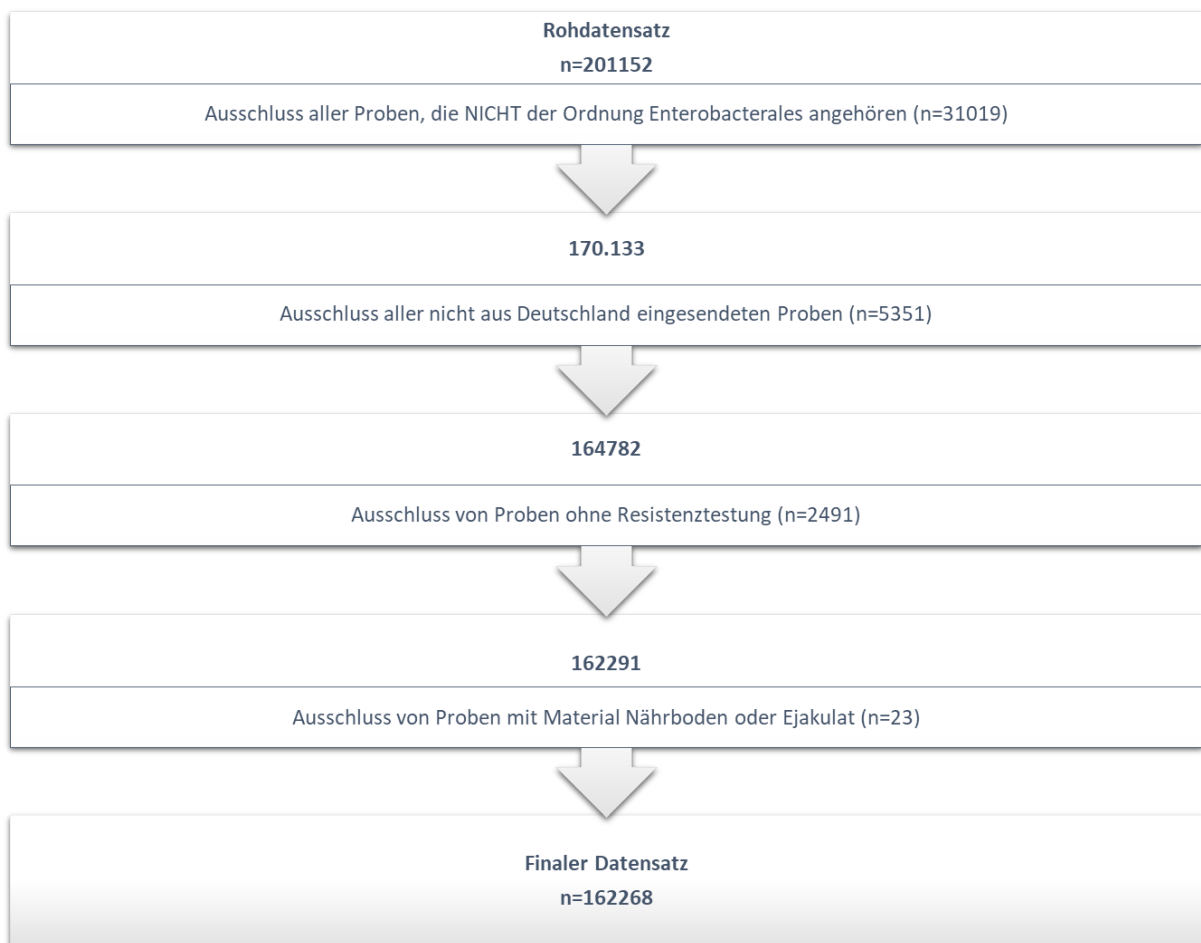 Rohdatensatz
n=201152
Ausschluss aller Proben, die NICHT der Ordnung Enterobacterales angehören (n=31019)
170.133
Ausschluss aller nicht aus Deutschland eingesendeten Proben (n=5351)
164782
Ausschluss von Proben ohne Resistenztestung (n=2491)
162291
Ausschluss von Proben mit Material Nährboden oder Ejakulat (n=23)
Finaler Datensatz
n=162268